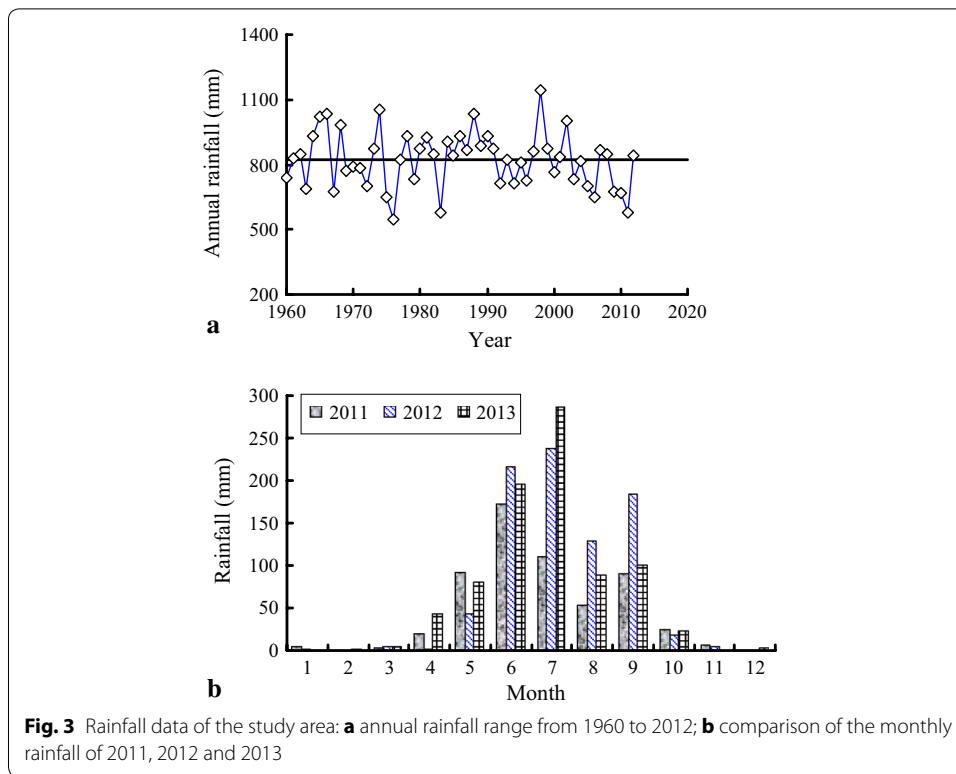 1400
1100
800
500
200
Annual rainfall (mm)
1960 1970 1980 1990 2000 2010 2020
Year
a
300
250
200
150
100
50
0
Rainfall (mm)
2011 2012 2013
1 2 3 4 5 6 7 8 9 10 11 12
Month
b
Fig. 3 Rainfall data of the study area: a annual rainfall range from 1960 to 2012; b comparison of the monthly
rainfall of 2011, 2012 and 2013